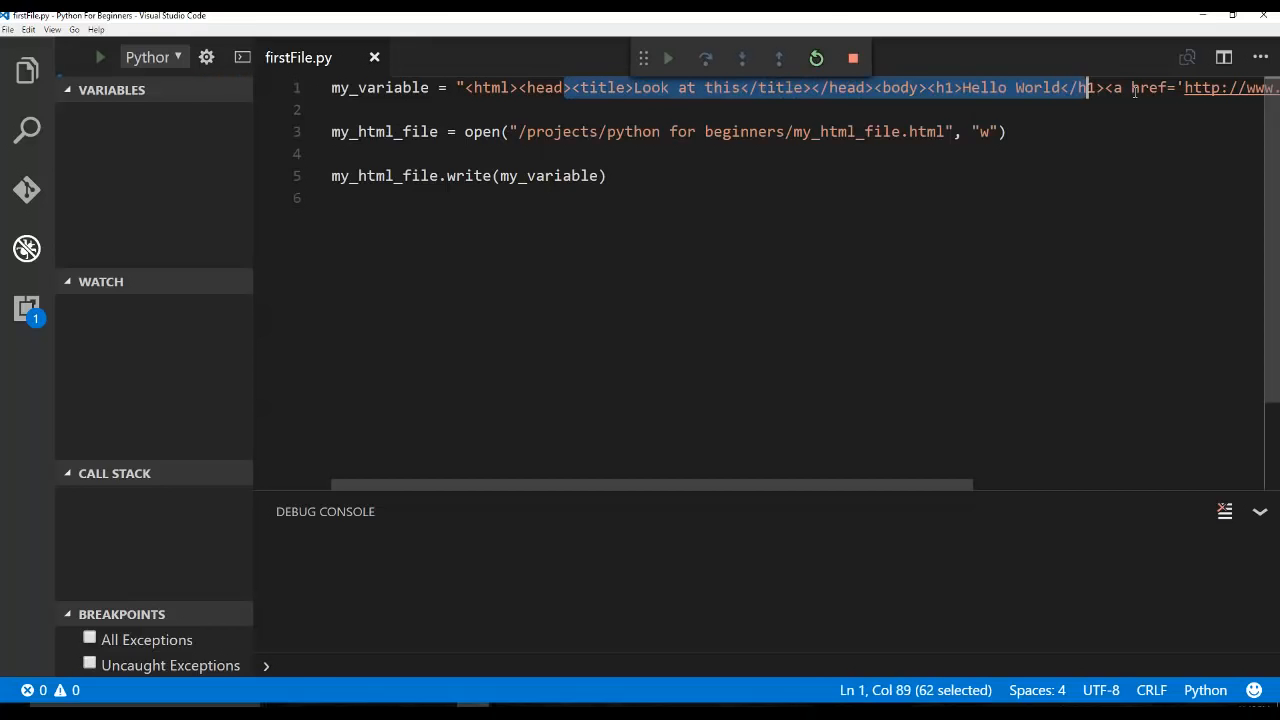 firstFile.py - Python For Beginners - Visual Studio Code
File Edit View Go Help
Python
firstFile.py
VARIABLES
WATCH
CALL STACK
BREAKPOINTS
All Exceptions
Uncaught Exceptions
1
1 my_variable = "<html><head><title>Look at this</title></head><body><h1>Hello World</h1><a href='http://www.
2
3 my_html_file = open("/projects/python for beginners/my_html_file.html", "w")
4
5 my_html_file.write(my_variable)
6
DEBUG CONSOLE
0 0 Ln 1, Col 89 (62 selected) Spaces: 4 UTF-8 CRLF Python